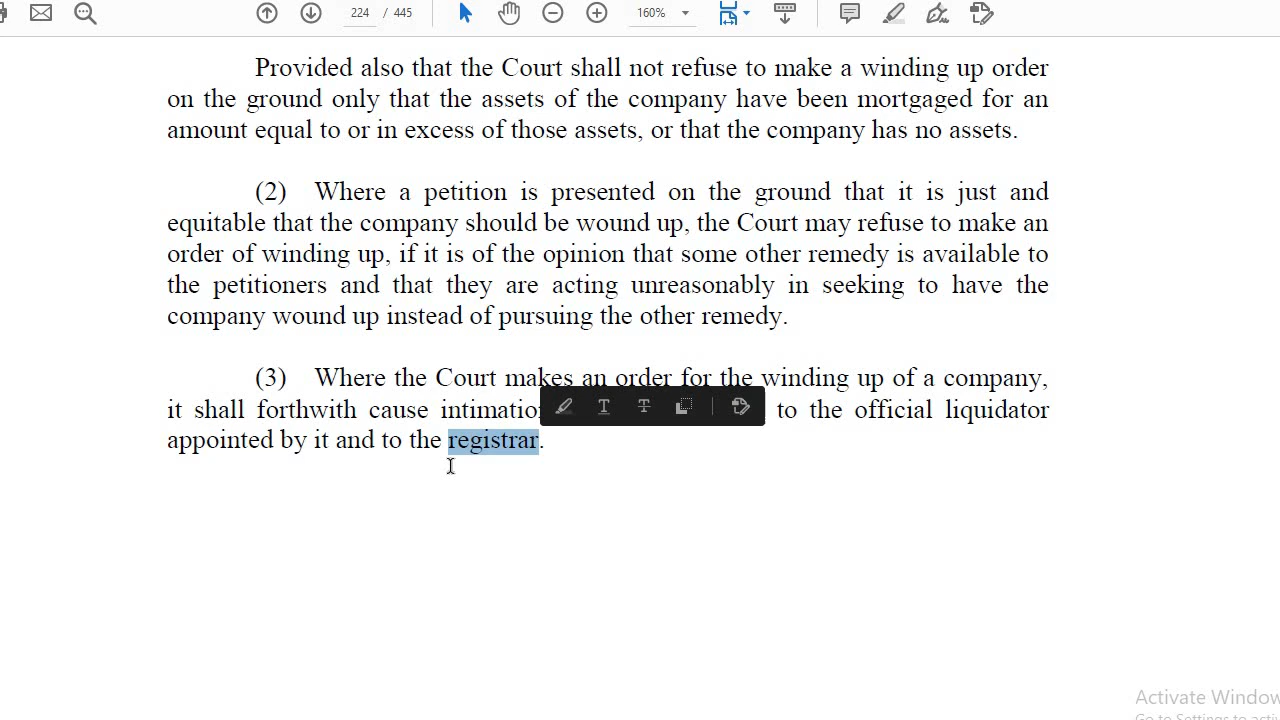 224 / 445
160%
Provided also that the Court shall not refuse to make a winding up order
on the ground only that the assets of the company have been mortgaged for an
amount equal to or in excess of those assets, or that the company has no assets.
(2) Where a petition is presented on the ground that it is just and
equitable that the company should be wound up, the Court may refuse to make an
order of winding up, if it is of the opinion that some other remedy is available to
the petitioners and that they are acting unreasonably in seeking to have the
company wound up instead of pursuing the other remedy.
(3) Where the Court makes an order for the winding up of a company,
it shall forthwith cause to the official liquidator
appointed by it and to the registrar.
Activate Window
Go to Settings to